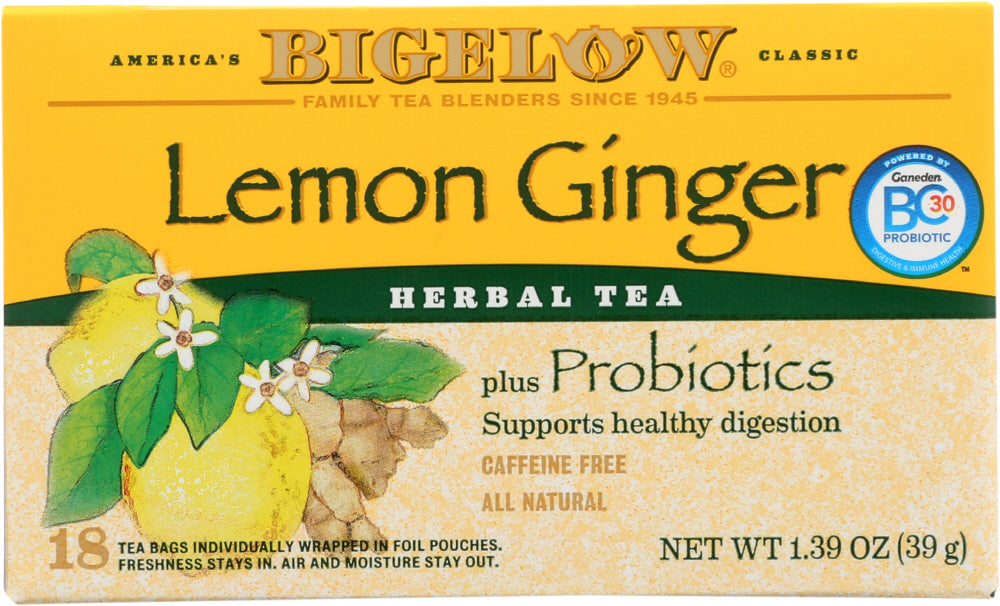 AMERICA'S BIGELOW® CLASSIC
FAMILY TEA BLENDERS SINCE 1945
Lemon Ginger
POWERED BY
Ganeden
BC30
PROBIOTIC
DIGESTIVE & IMMUNE HEALTH
™
HERBAL TEA
plus Probiotics
Supports healthy digestion
CAFFEINE FREE
ALL NATURAL
18 TEA BAGS INDIVIDUALLY WRAPPED IN FOIL POUCHES.
FRESHNESS STAYS IN. AIR AND MOISTURE STAY OUT.
NET WT 1.39 OZ (39 g)